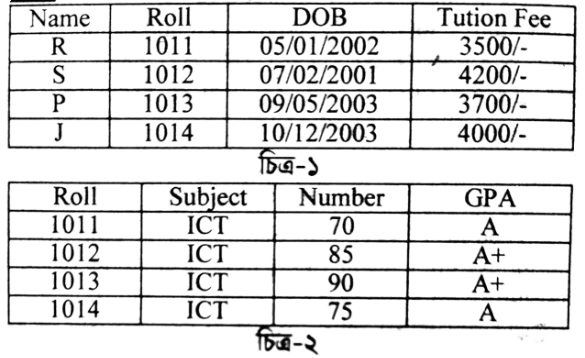 Name Roll DOB Tution Fee
R 1011 05/01/2002 3500/-
S 1012 07/02/2001 4200/-
P 1013 09/05/2003 3700/-
J 1014 10/12/2003 4000/-
চিত্র-১
Roll Subject Number GPA
1011 ICT 70 A
1012 ICT 85 A+
1013 ICT 90 A+
1014 ICT 75 A
চিত্র-২